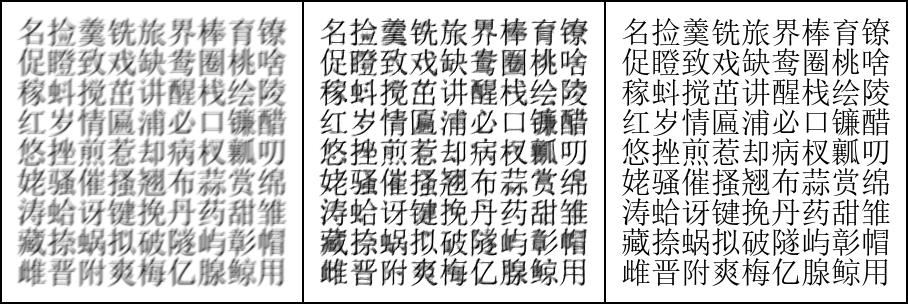 名捡羹铣旅界棒育镣
促瞪致戏缺鸯圈桃啥
稼蚪搅茁讲醒栈绘陵
红岁情匾浦必口镰醋
悠挫煎惹却病杈瓤叨
姥骚催搔翘布蒜赏绵
涛蛤讶键挽丹药甜雏
藏捺蜗拟破隧屿彰帽
雌晋附爽梅亿腺鲸用
名捡羹铣旅界棒育镣
促瞪致戏缺鸯圈桃啥
稼蚪搅茁讲醒栈绘陵
红岁情匾浦必口镰醋
悠挫煎惹却病杈瓤叨
姥骚催搔翘布蒜赏绵
涛蛤讶键挽丹药甜雏
藏捺蜗拟破隧屿彰帽
雌晋附爽梅亿腺鲸用
名捡羹铣旅界棒育镣
促瞪致戏缺鸯圈桃啥
稼蚪搅茁讲醒栈绘陵
红岁情匾浦必口镰醋
悠挫煎惹却病杈瓤叨
姥骚催搔翘布蒜赏绵
涛蛤讶键挽丹药甜雏
藏捺蜗拟破隧屿彰帽
雌晋附爽梅亿腺鲸用